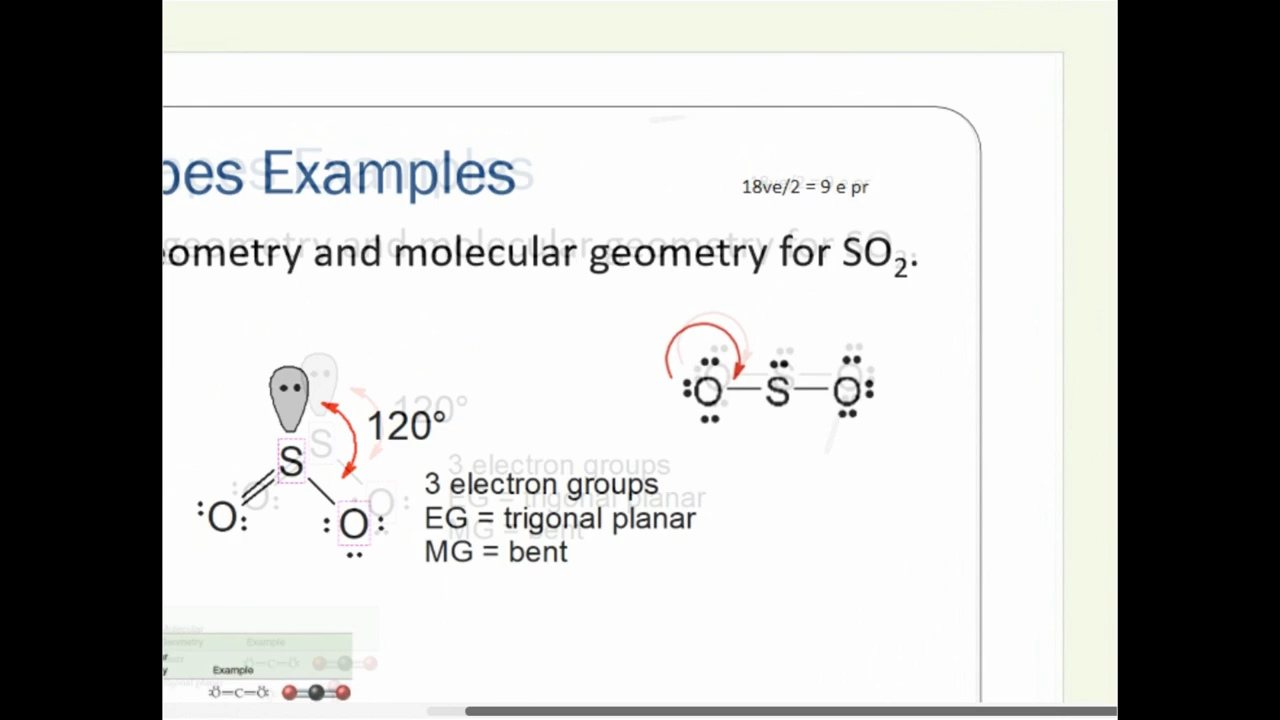 pes Examples
18ve/2 = 9 e pr
eometry and molecular geometry for SO₂.
120°
S
O
O
O S O
3 electron groups
EG = trigonal planar
MG = bent
Example
O=C=O